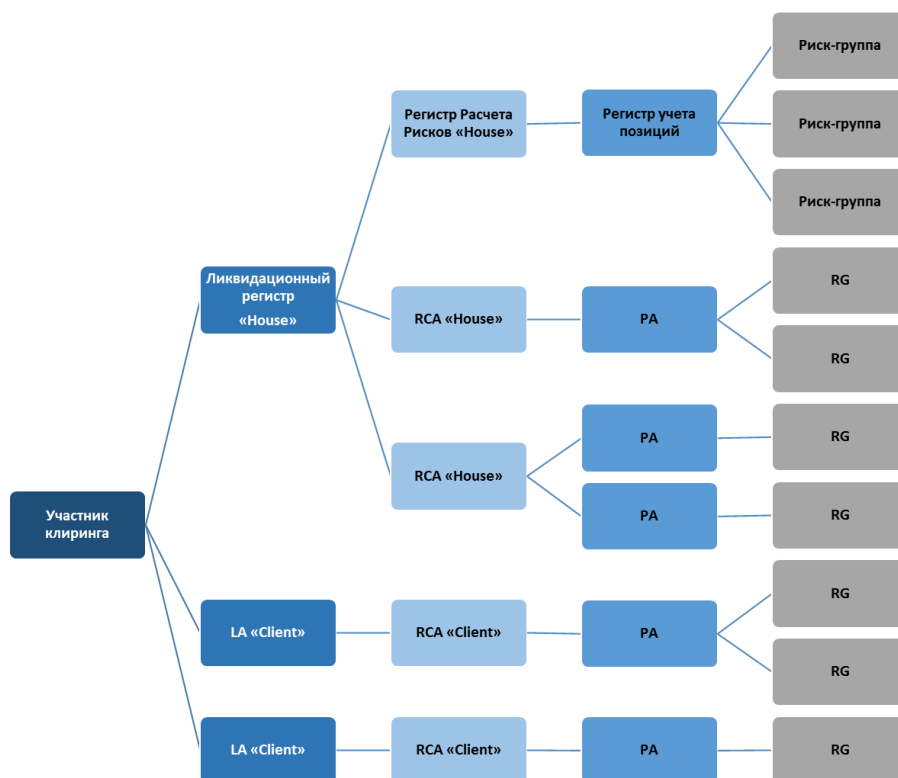 Риск-группа
Регистр Расчета
Рисков «House»
Регистр учета
позиций
Риск-группа
Риск-группа
Ликвидационный
регистр
«House»
RG
RCA «House»
PA
RG
PA
RG
RCA «House»
PA
RG
Участник
клиринга
RG
LA «Client»
RCA «Client»
PA
RG
LA «Client»
RCA «Client»
PA
RG